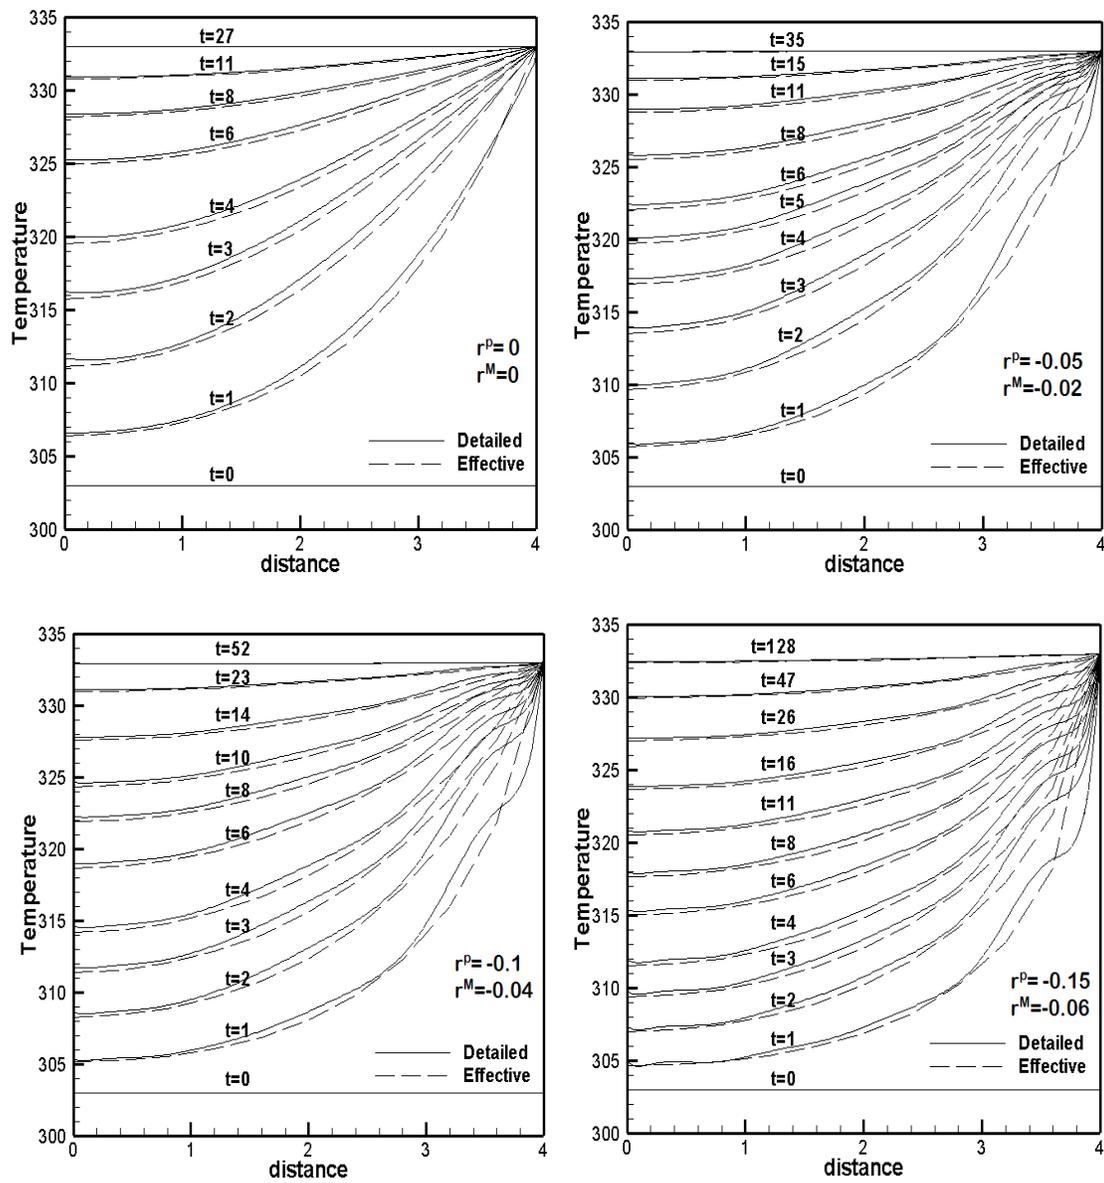 335
330
325
320
315
310
305
300
Temperature
t=27
t=11
t=8
t=6
t=4
t=3
t=2
t=1
t=0
rᵖ= 0
rᴹ=0
Detailed
Effective
0 1 2 3 4
distance
335
330
325
320
315
310
305
300
Temperatre
t=35
t=15
t=11
t=8
t=6
t=5
t=4
t=3
t=2
t=1
t=0
rᵖ= -0.05
rᴹ=-0.02
Detailed
Effective
0 1 2 3 4
distance
335
330
325
320
315
310
305
300
Temperature
t=52
t=23
t=14
t=10
t=8
t=6
t=4
t=3
t=2
t=1
t=0
rᵖ= -0.1
rᴹ=-0.04
Detailed
Effective
0 1 2 3 4
distance
335
330
325
320
315
310
305
300
Temperature
t=128
t=47
t=26
t=16
t=11
t=8
t=6
t=4
t=3
t=2
t=1
t=0
rᵖ= -0.15
rᴹ=-0.06
Detailed
Effective
0 1 2 3 4
distance